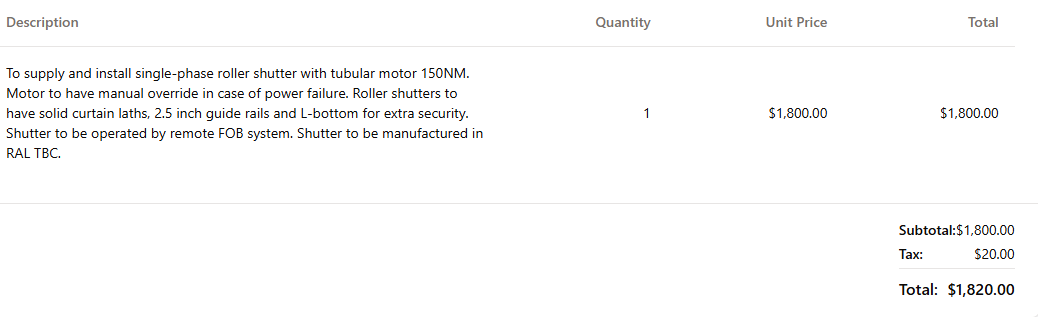 Description Quantity Unit Price Total
To supply and install single-phase roller shutter with tubular motor 150NM.
Motor to have manual override in case of power failure. Roller shutters to
have solid curtain laths, 2.5 inch guide rails and L-bottom for extra security. 1 $1,800.00 $1,800.00
Shutter to be operated by remote FOB system. Shutter to be manufactured in
RAL TBC.
Subtotal:$1,800.00
Tax: $20.00
Total: $1,820.00